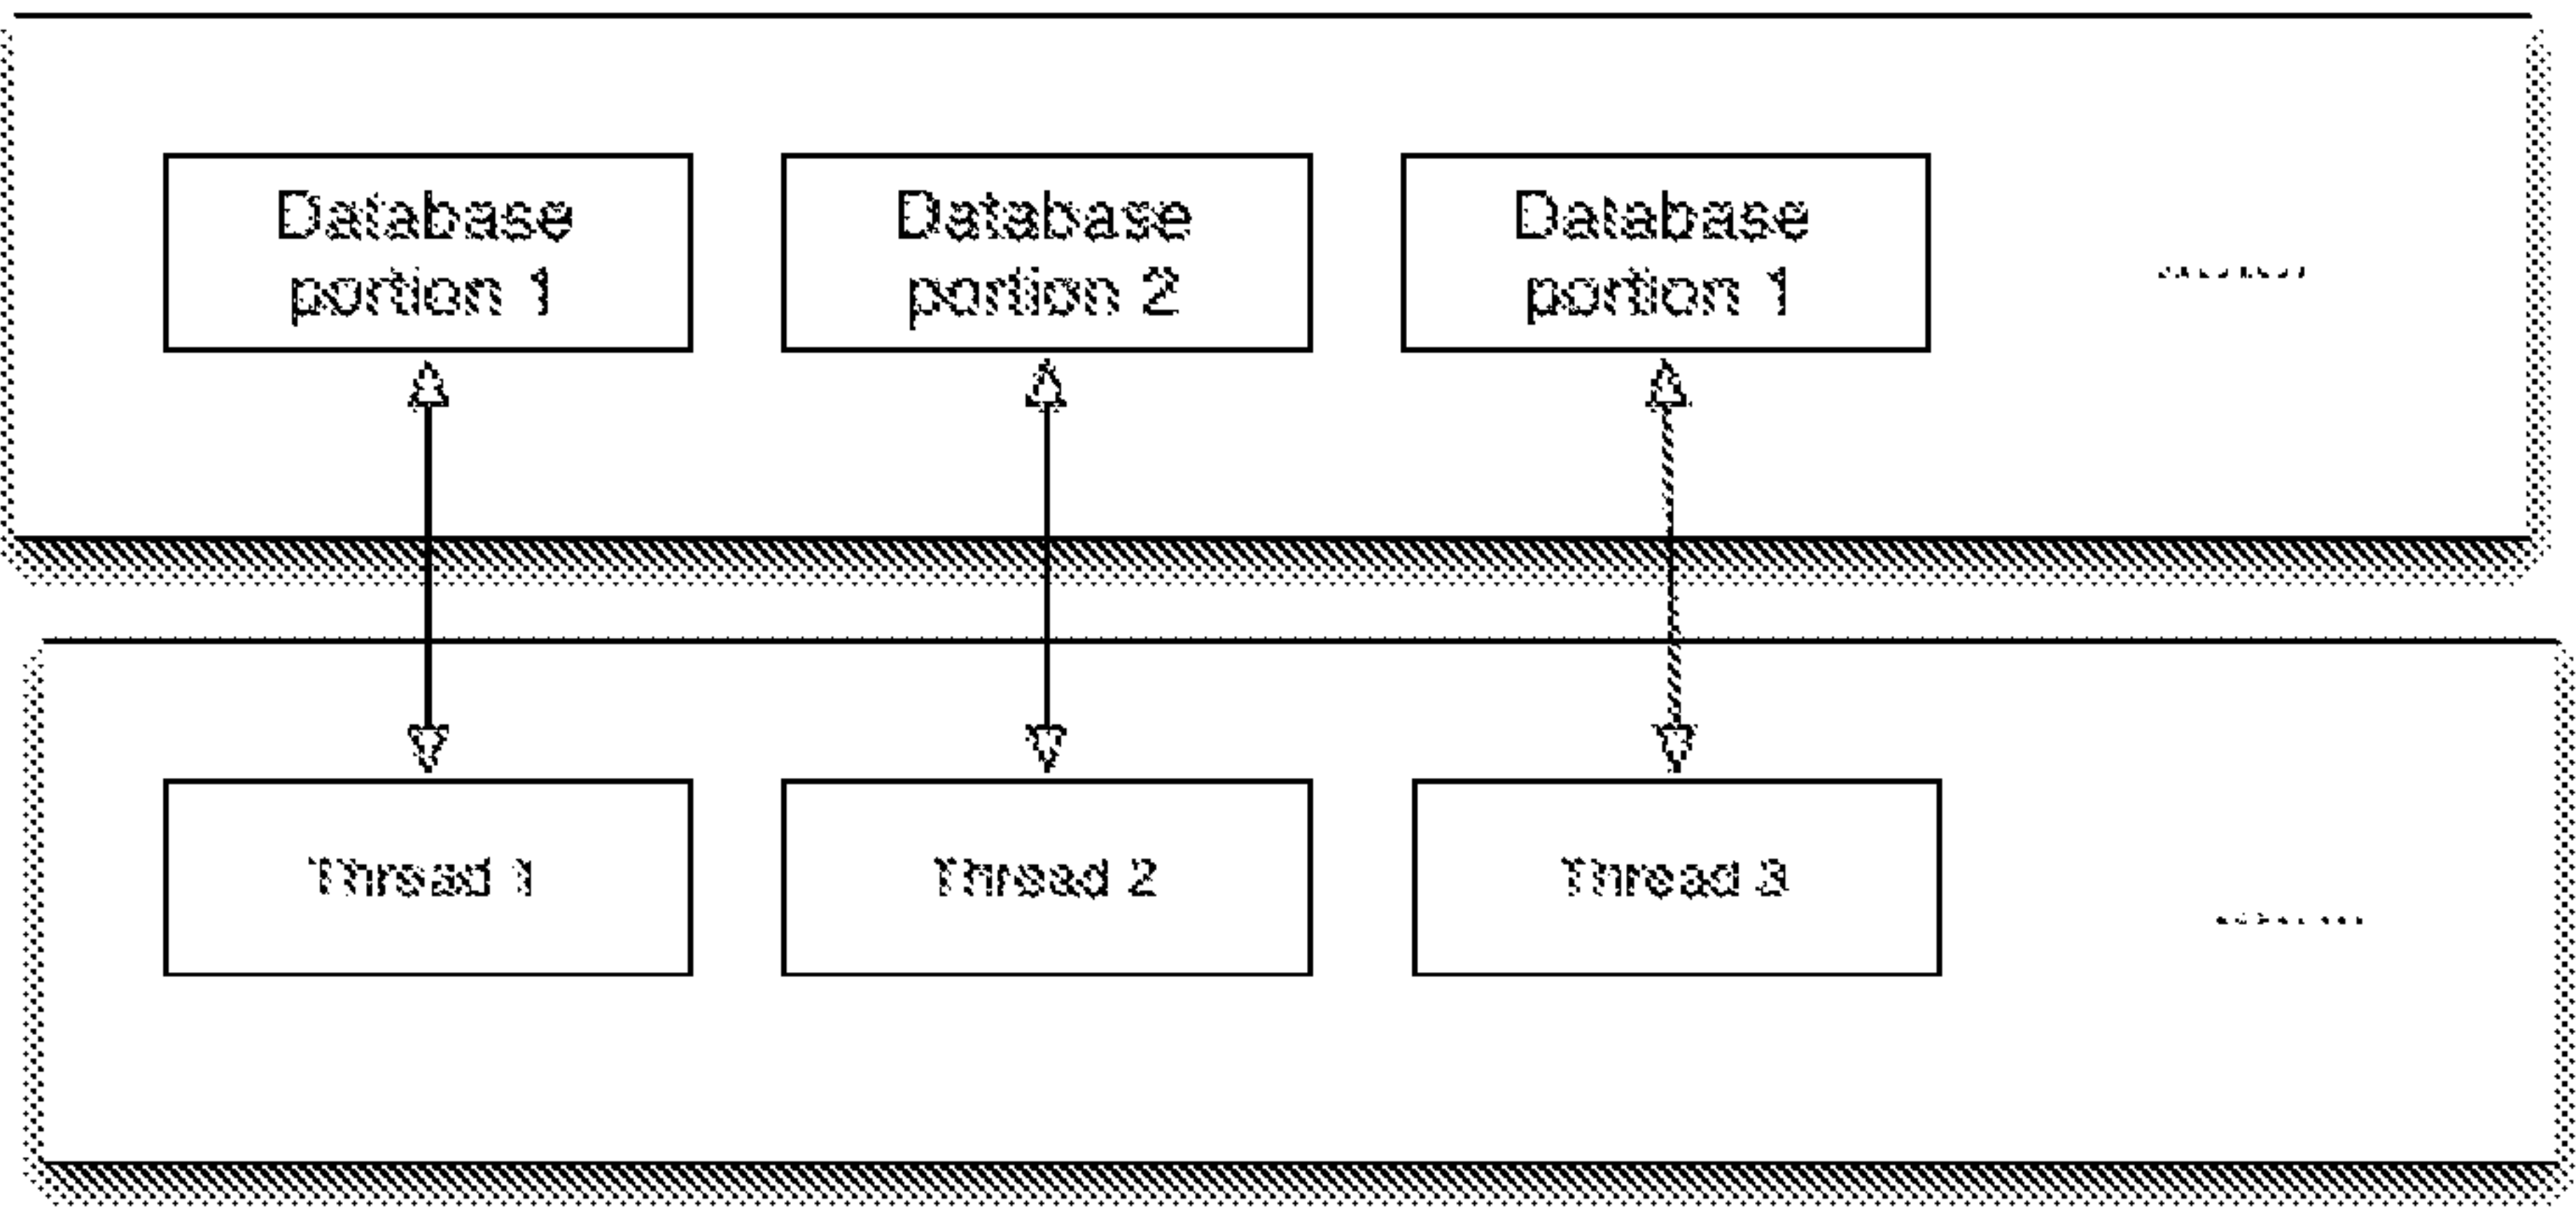 Database
portion 1
Database
portion 2
Database
portion 1
........
Thread 1
Thread 2
Thread 3
........